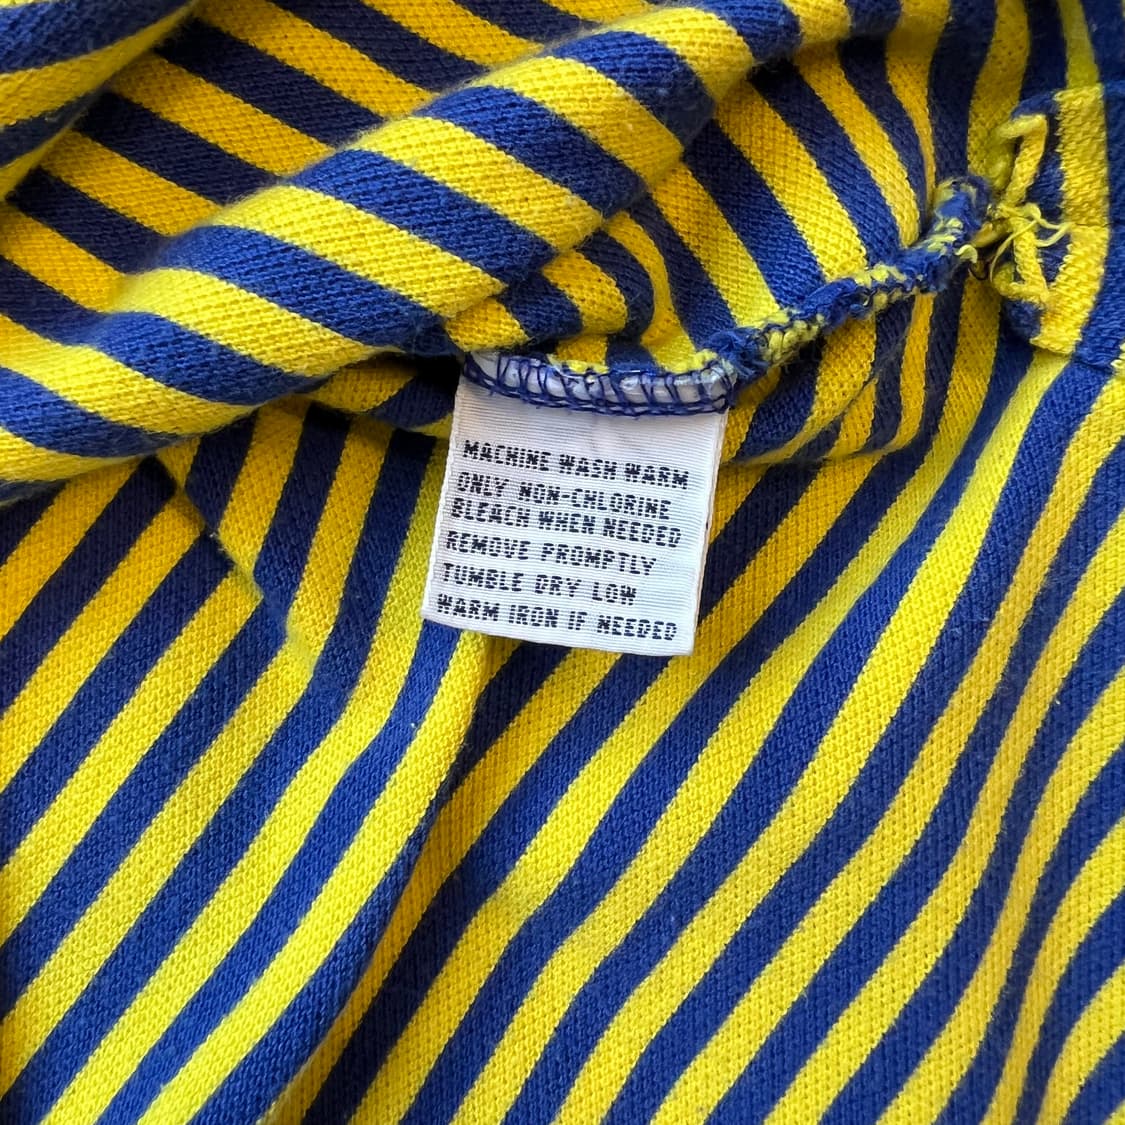 MACHINE WASH WARM
ONLY NON-CHLORINE
BLEACH WHEN NEEDED
REMOVE PROMPTLY
TUMBLE DRY LOW
WARM IRON IF NEEDED